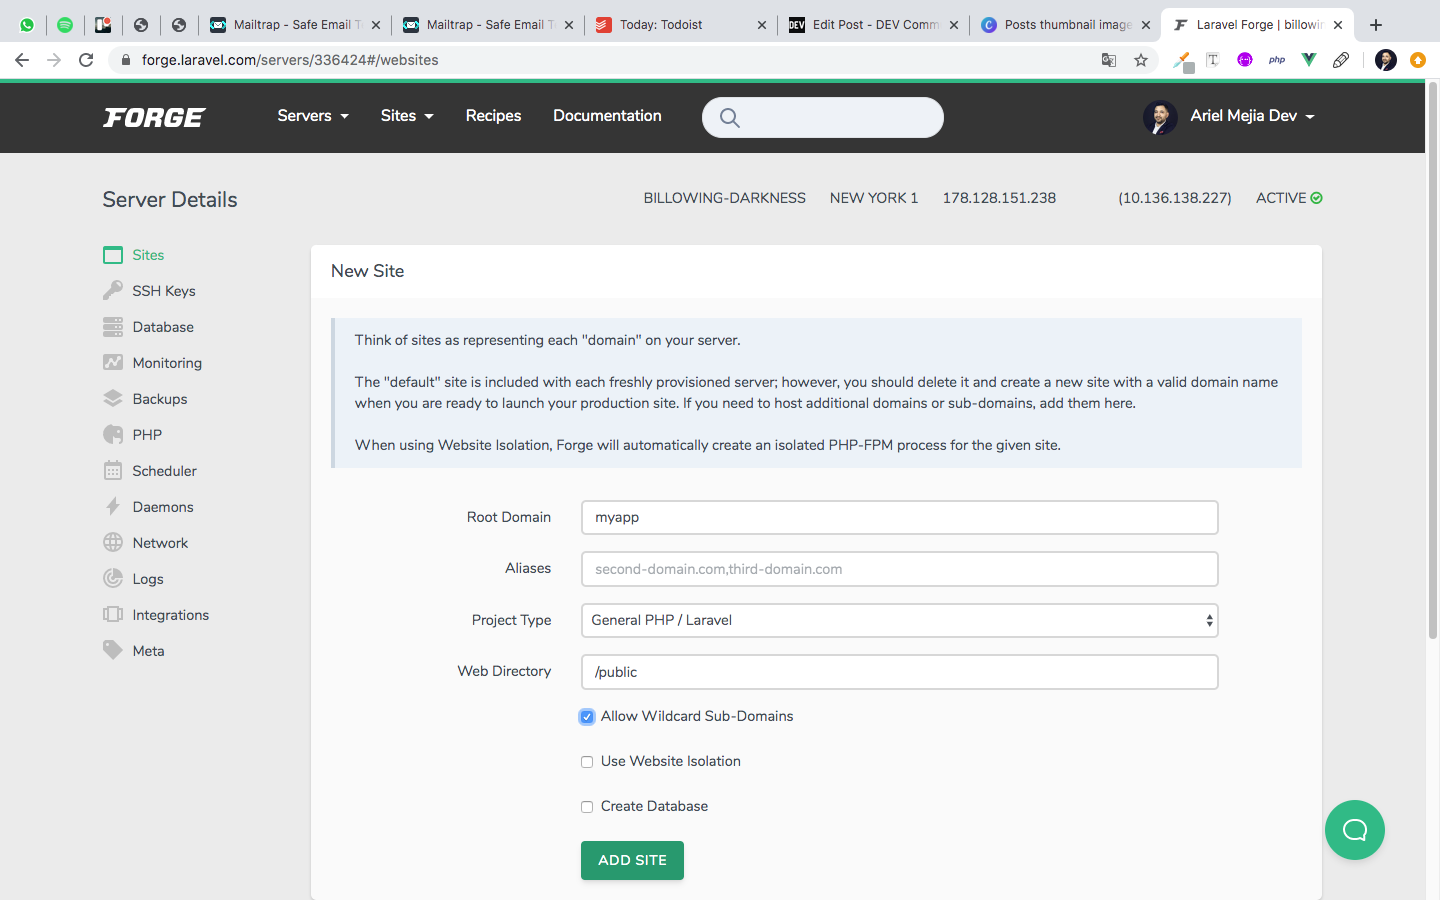 Mailtrap - Safe Email T
Mailtrap - Safe Email T
Today: Todoist
DEV
Edit Post - DEV Comm
C
Posts thumbnail image
Laravel Forge | billowin
forge.laravel.com/servers/336424#/websites
T
php
FORGE
Servers
Sites
Recipes
Documentation
Ariel Mejia Dev
Server Details
BILLOWING-DARKNESS
NEW YORK 1
178.128.151.238
(10.136.138.227)
ACTIVE
Sites
SSH Keys
Database
Monitoring
Backups
PHP
Scheduler
Daemons
Network
Logs
Integrations
Meta
New Site
Think of sites as representing each "domain" on your server.
The "default" site is included with each freshly provisioned server; however, you should delete it and create a new site with a valid domain name
when you are ready to launch your production site. If you need to host additional domains or sub-domains, add them here.
When using Website Isolation, Forge will automatically create an isolated PHP-FPM process for the given site.
Root Domain
myapp
Aliases
second-domain.com,third-domain.com
Project Type
General PHP / Laravel
Web Directory
/public
Allow Wildcard Sub-Domains
Use Website Isolation
Create Database
ADD SITE